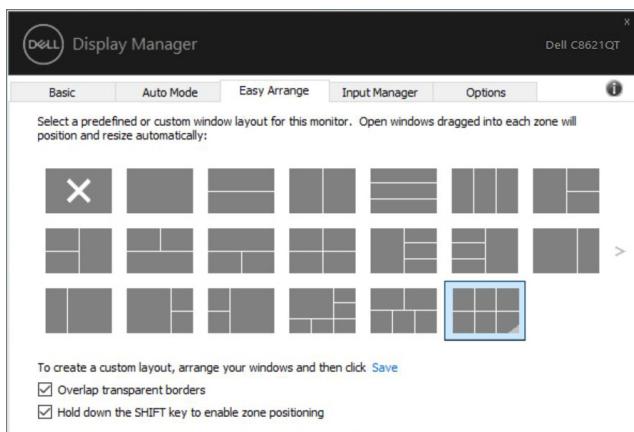 x
DELL Display Manager
Dell C8621QT
Basic Auto Mode Easy Arrange Input Manager Options
Select a predefined or custom window layout for this monitor. Open windows dragged into each zone will
position and resize automatically:
To create a custom layout, arrange your windows and then click Save
Overlap transparent borders
Hold down the SHIFT key to enable zone positioning